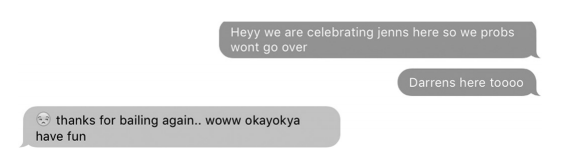 Heyy we are celebrating jenns here so we probs
wont go over
Darrens here toooo
😔 thanks for bailing again.. woww okayokya
have fun